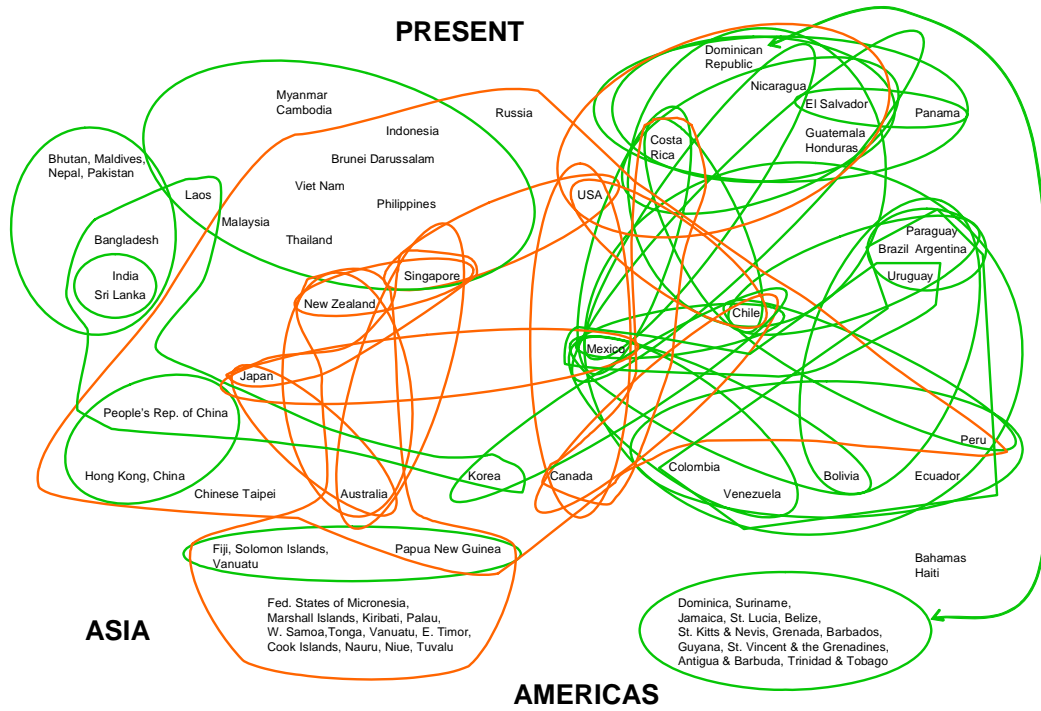 PRESENT
Dominican
Republic
Nicaragua
Myanmar
Cambodia
El Salvador
Panama
Russia
Indonesia
Costa
Rica
Guatemala
Honduras
Bhutan, Maldives,
Nepal, Pakistan
Brunei Darussalam
Laos
Viet Nam
USA
Philippines
Malaysia
Paraguay
Bangladesh
Thailand
Brazil Argentina
India
Singapore
Uruguay
Sri Lanka
New Zealand
Chile
Mexico
Japan
People's Rep. of China
Peru
Colombia
Hong Kong, China
Korea
Canada
Bolivia
Ecuador
Chinese Taipei
Australia
Venezuela
Fiji, Solomon Islands,
Vanuatu
Papua New Guinea
Bahamas
Haiti
Fed. States of Micronesia,
Marshall Islands, Kiribati, Palau,
W. Samoa,Tonga, Vanuatu, E. Timor,
Cook Islands, Nauru, Niue, Tuvalu
Dominica, Suriname,
Jamaica, St. Lucia, Belize,
St. Kitts & Nevis, Grenada, Barbados,
Guyana, St. Vincent & the Grenadines,
Antigua & Barbuda, Trinidad & Tobago
ASIA
AMERICAS